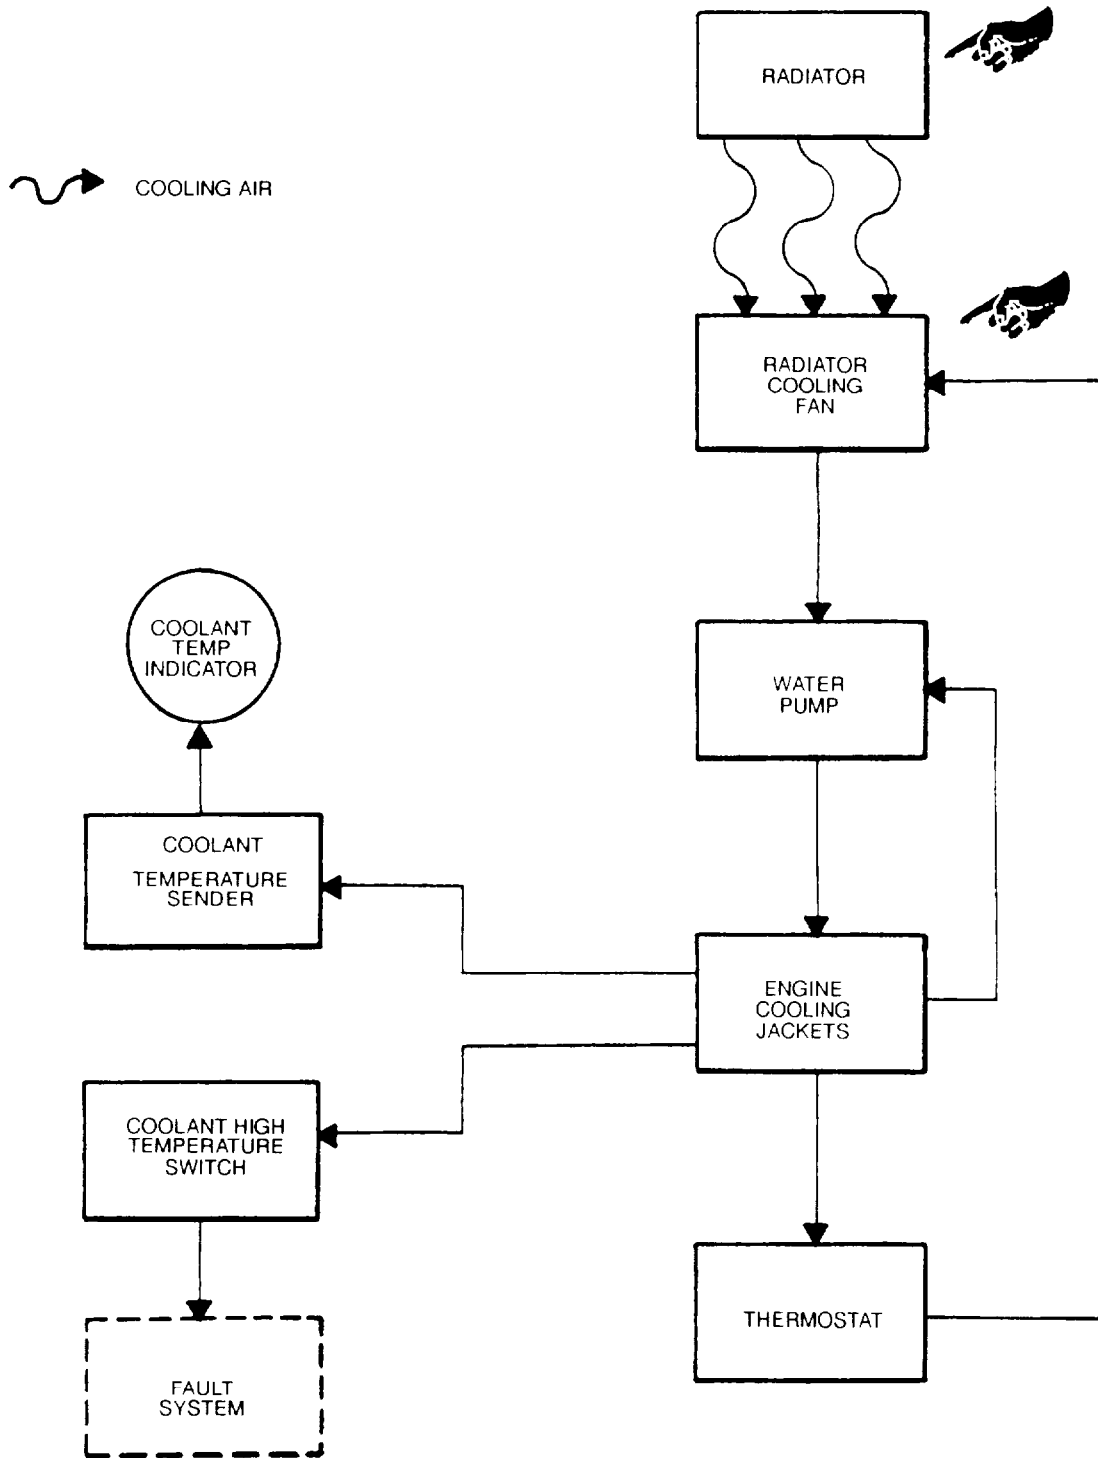 RADIATOR
COOLING AIR
RADIATOR
COOLING
FAN
COOLANT
TEMP
INDICATOR
WATER
PUMP
COOLANT
TEMPERATURE
SENDER
ENGINE
COOLING
JACKETS
COOLANT HIGH
TEMPERATURE
SWITCH
THERMOSTAT
FAULT
SYSTEM